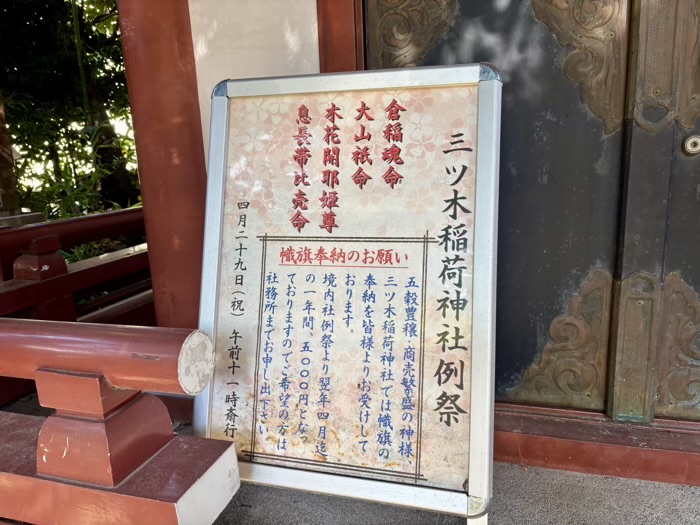 三ツ木稲荷神社例祭
倉稲魂命
大山祇命
木花開耶姫尊
息長帯比売命
幟旗奉納のお願い
五穀豊穣・商売繁盛の神様、
三ツ木稲荷神社では幟旗の
奉納を皆様よりお受けして
おります。
境内社例祭より翌年四月迄
の一年間、五〇〇〇円となっ
ておりますのでご希望の方は
社務所までお申し出下さい
四月二十九日(祝) 午前十一時斎行